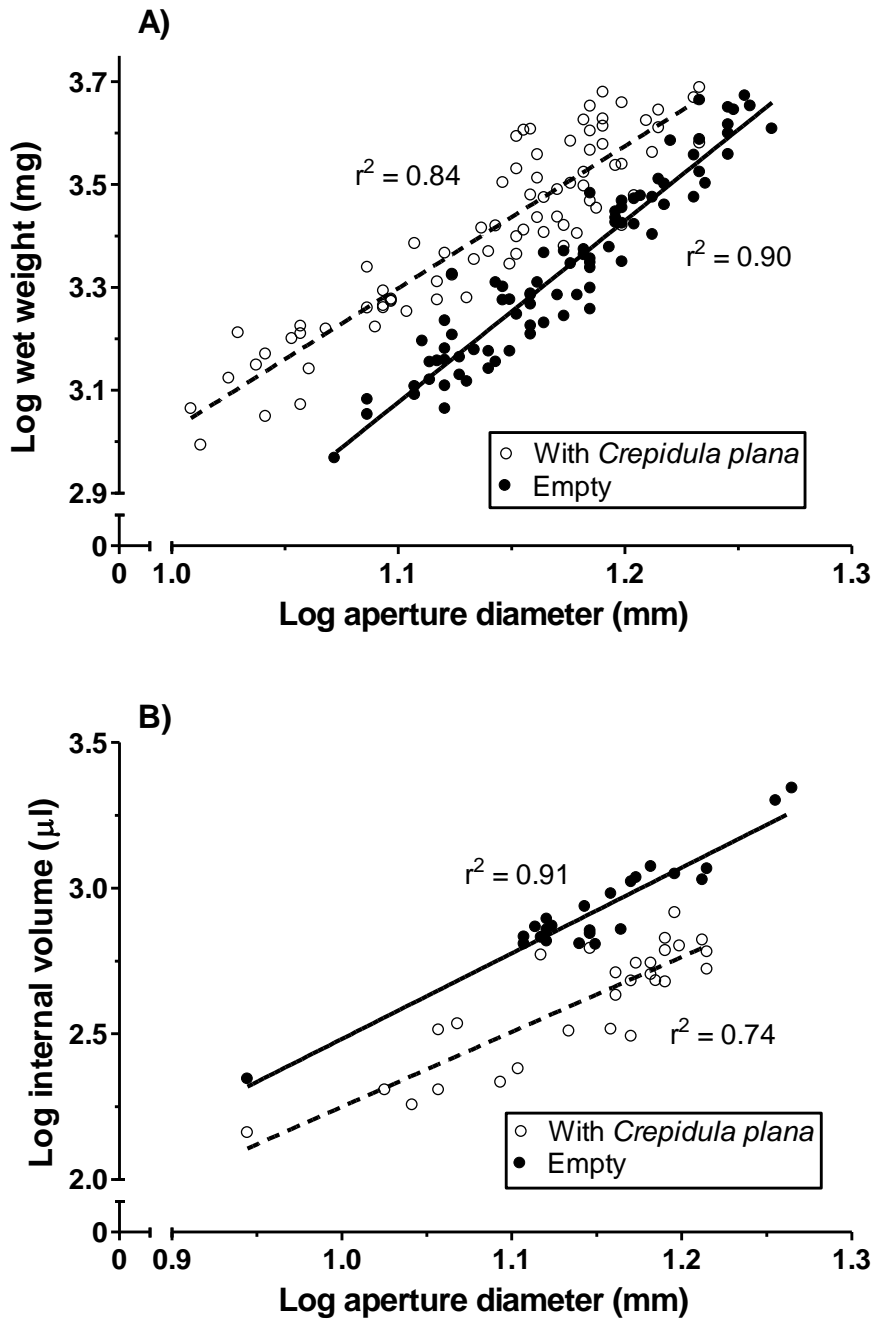 A)
3.7
3.5
3.3
3.1
2.9
0
Log wet weight (mg)
r² = 0.84
r² = 0.90
With Crepidula plana
Empty
0 1.0 1.1 1.2 1.3
Log aperture diameter (mm)
B)
3.5
3.0
2.5
2.0
0
Log internal volume (μl)
r² = 0.91
r² = 0.74
With Crepidula plana
Empty
0 0.9 1.0 1.1 1.2 1.3
Log aperture diameter (mm)